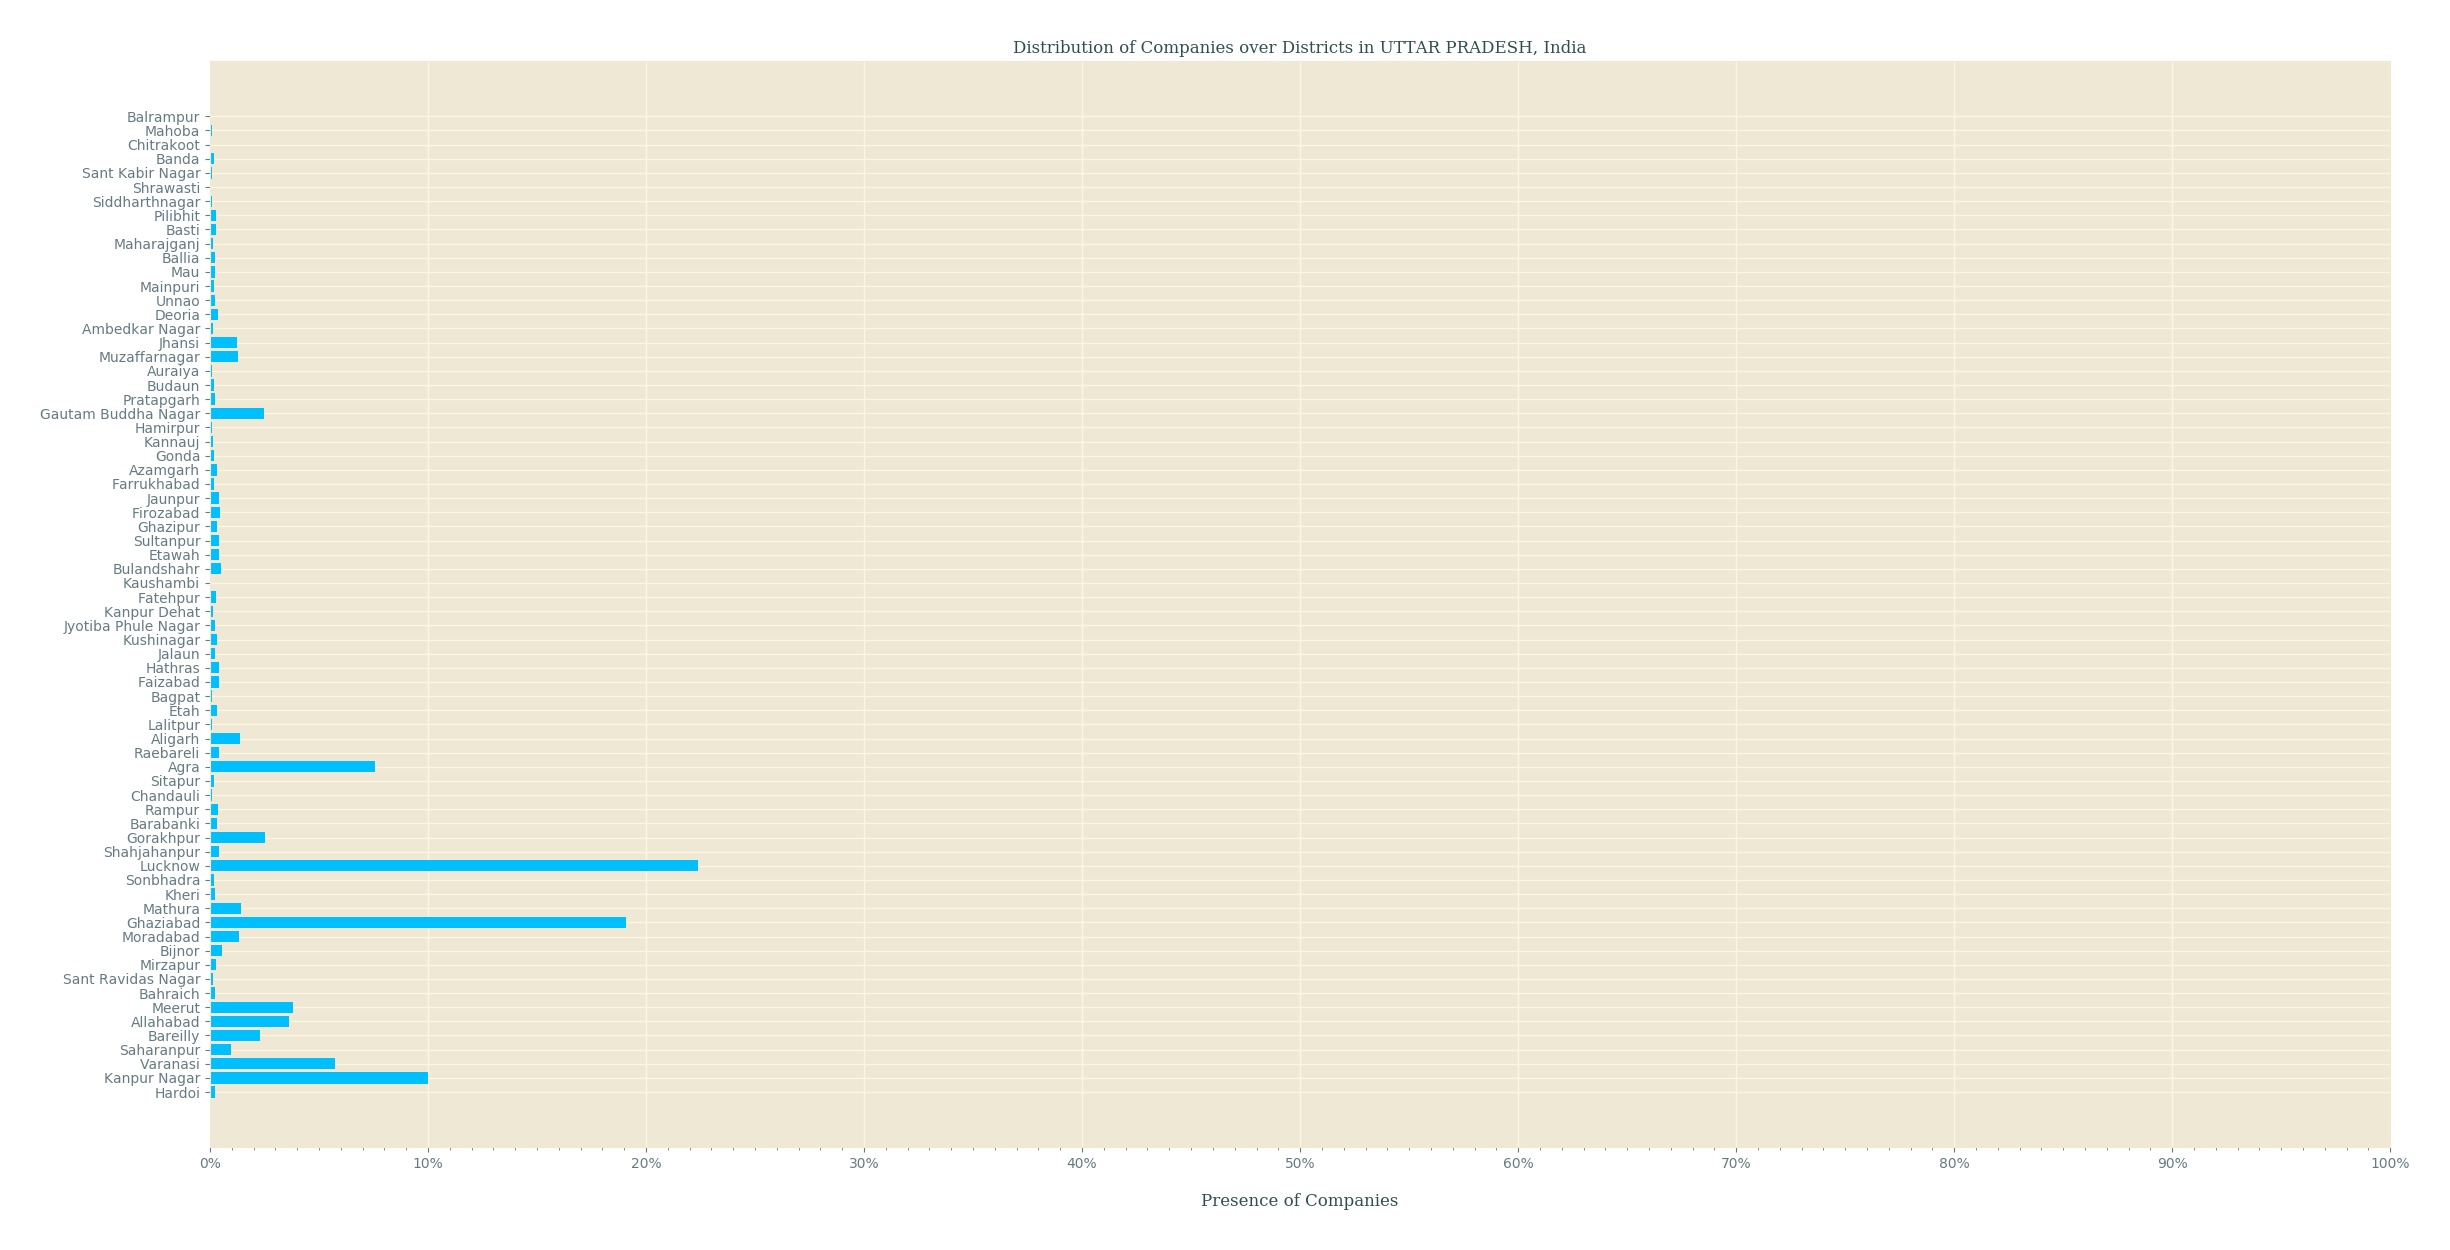 Distribution of Companies over Districts in UTTAR PRADESH, India
Balrampur
Mahoba
Chitrakoot
Banda
Sant Kabir Nagar
Shrawasti
Siddharthnagar
Pilibhit
Basti
Maharajganj
Ballia
Mau
Mainpuri
Unnao
Deoria
Ambedkar Nagar
Jhansi
Muzaffarnagar
Auraiya
Budaun
Pratapgarh
Gautam Buddha Nagar
Hamirpur
Kannauj
Gonda
Azamgarh
Farrukhabad
Jaunpur
Firozabad
Ghazipur
Sultanpur
Etawah
Bulandshahr
Kaushambi
Fatehpur
Kanpur Dehat
Jyotiba Phule Nagar
Kushinagar
Jalaun
Hathras
Faizabad
Bagpat
Etah
Lalitpur
Aligarh
Raebareli
Agra
Sitapur
Chandauli
Rampur
Barabanki
Gorakhpur
Shahjahanpur
Lucknow
Sonbhadra
Kheri
Mathura
Ghaziabad
Moradabad
Bijnor
Mirzapur
Sant Ravidas Nagar
Bahraich
Meerut
Allahabad
Bareilly
Saharanpur
Varanasi
Kanpur Nagar
Hardoi
0% 10% 20% 30% 40% 50% 60% 70% 80% 90% 100%
Presence of Companies